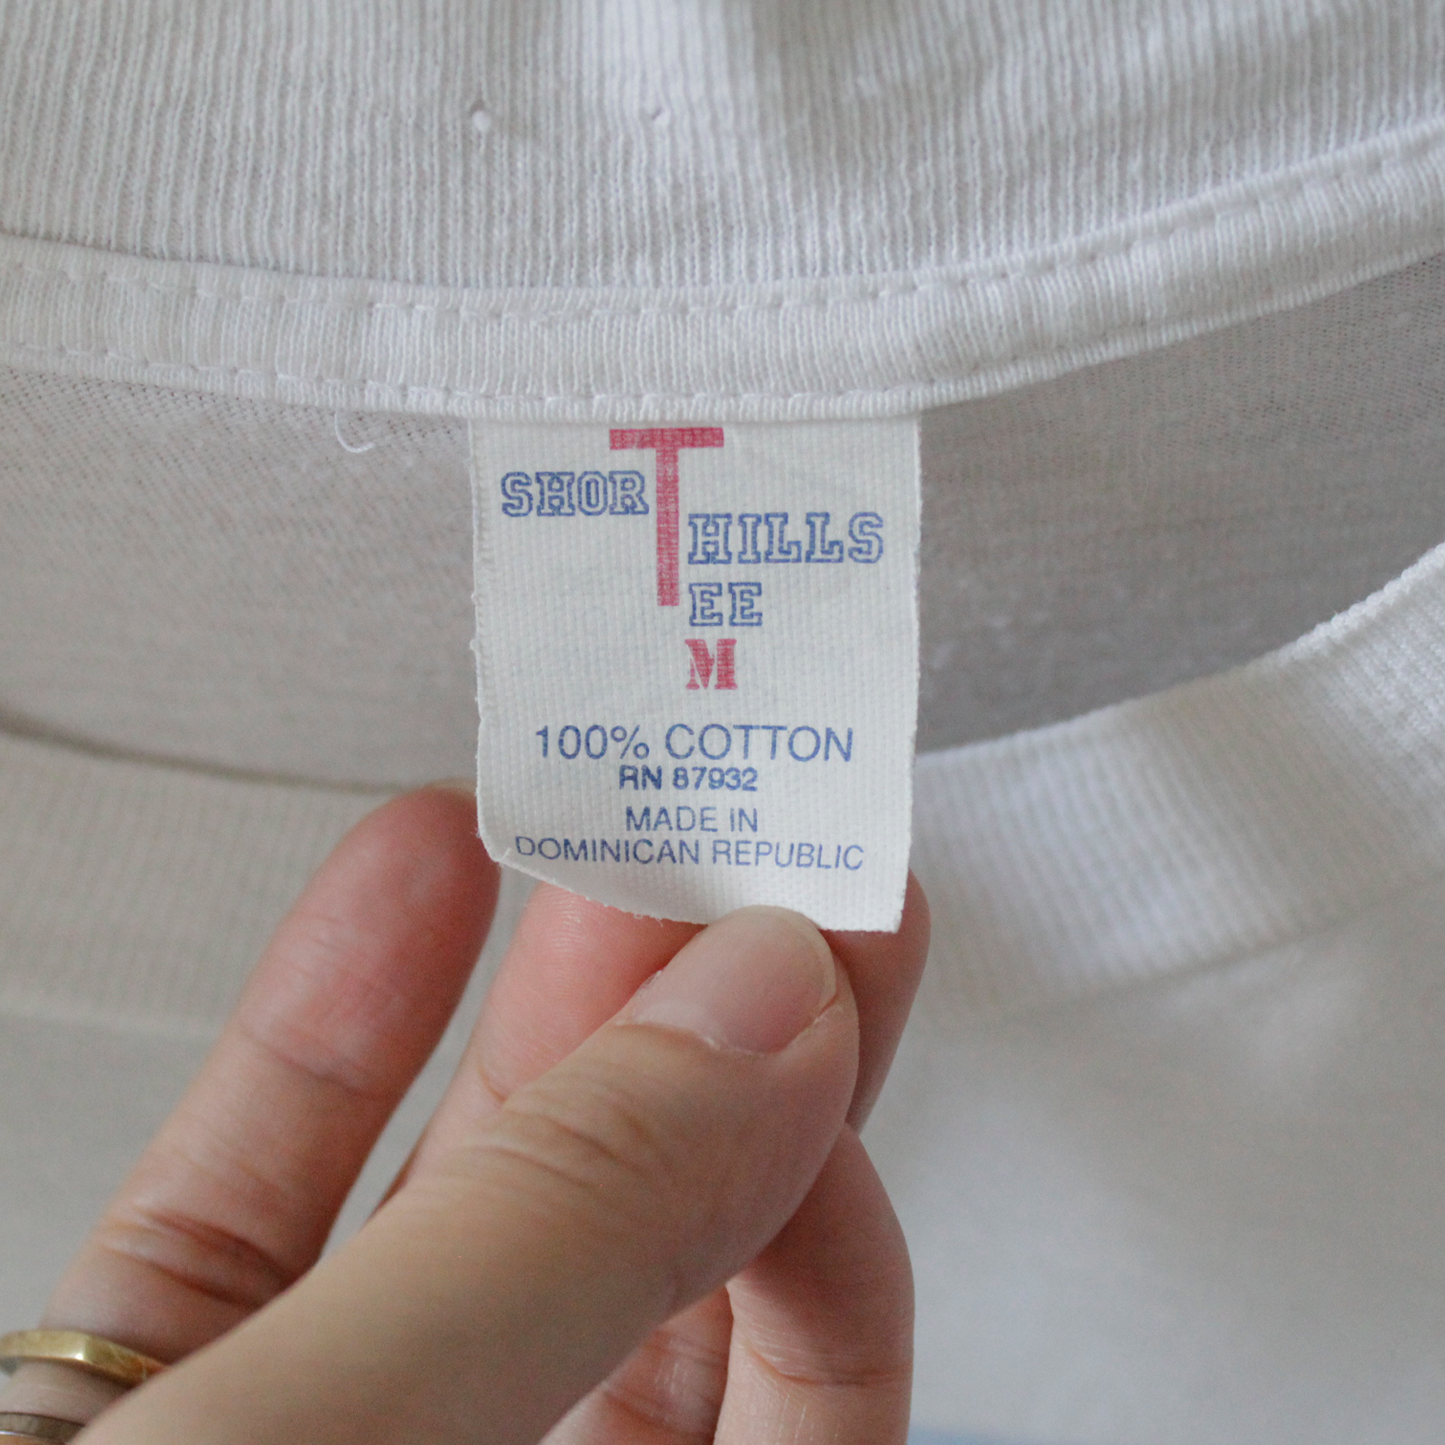 SHORT
HILLS
TEE
M
100% COTTON
RN 87932
MADE IN
DOMINICAN REPUBLIC